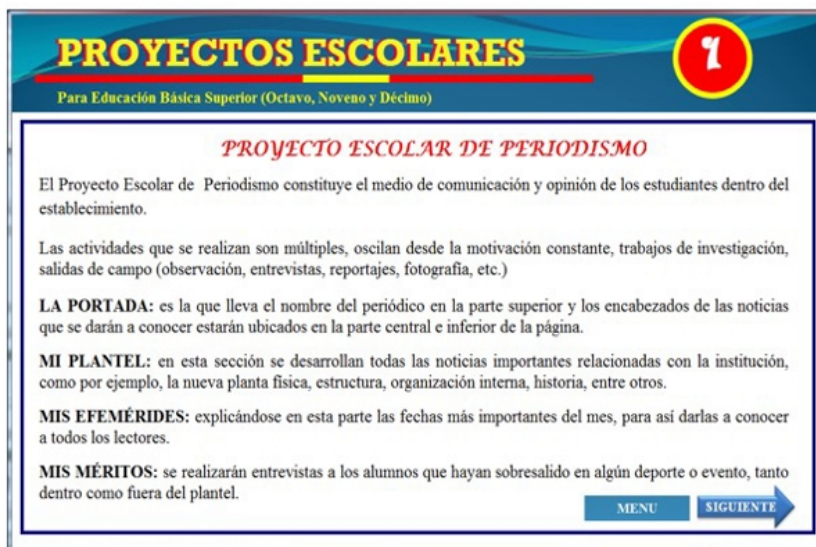 PROYECTOS ESCOLARES
1
Para Educación Básica Superior (Octavo, Noveno y Décimo)
PROYECTO ESCOLAR DE PERIODISMO
El Proyecto Escolar de Periodismo constituye el medio de comunicación y opinión de los estudiantes dentro del
establecimiento.
Las actividades que se realizan son múltiples, oscilan desde la motivación constante, trabajos de investigación,
salidas de campo (observación, entrevistas, reportajes, fotografía, etc.)
LA PORTADA: es la que lleva el nombre del periódico en la parte superior y los encabezados de las noticias
que se darán a conocer estarán ubicados en la parte central e inferior de la página.
MI PLANTEL: en esta sección se desarrollan todas las noticias importantes relacionadas con la institución,
como por ejemplo, la nueva planta física, estructura, organización interna, historia, entre otros.
MIS EFEMÉRIDES: explicándose en esta parte las fechas más importantes del mes, para así darlas a conocer
a todos los lectores.
MIS MÉRITOS: se realizarán entrevistas a los alumnos que hayan sobresalido en algún deporte o evento, tanto
dentro como fuera del plantel.
MENU
SIGUIENTE